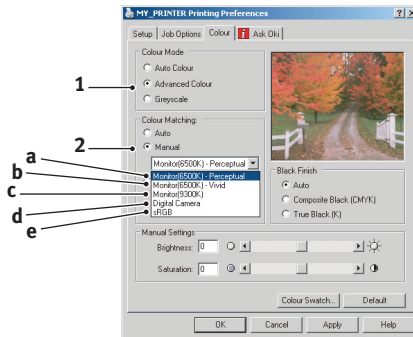 MY_PRINTER Printing Preferences ? ×
Setup Job Options Colour Ask Oki
Colour Mode
Auto Colour
1 Advanced Colour
Greyscale
Colour Matching:
Auto
2 Manual
Monitor(6500K) - Perceptual
a Monitor(6500K) - Perceptual
b Monitor(6500K) - Vivid
c Monitor(9300K)
d Digital Camera
e sRGB
Black Finish
Auto
Composite Black (CMYK)
True Black (K)
Manual Settings
Brightness: 0
Saturation: 0
Colour Swatch... Default
OK Cancel Apply Help